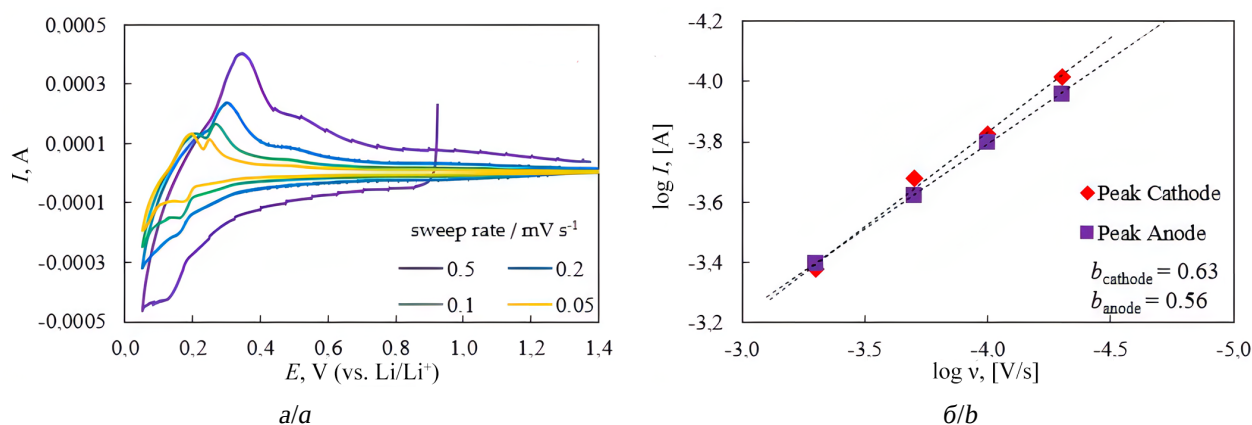 0,0005
0,0003
0,0001
-0,0001
-0,0003
-0,0005
I, A
sweep rate / mV s⁻¹
0.5
0.2
0.1
0.05
0,0
0,2
0,4
0,6
0,8
1,0
1,2
1,4
E, V (vs. Li/Li⁺)
а/a
-4,2
-4,0
-3,8
-3,6
-3,4
-3,2
log I, [A]
Peak Cathode
Peak Anode
b_cathode = 0.63
b_anode = 0.56
-3,0
-3,5
-4,0
-4,5
-5,0
log ν, [V/s]
б/b